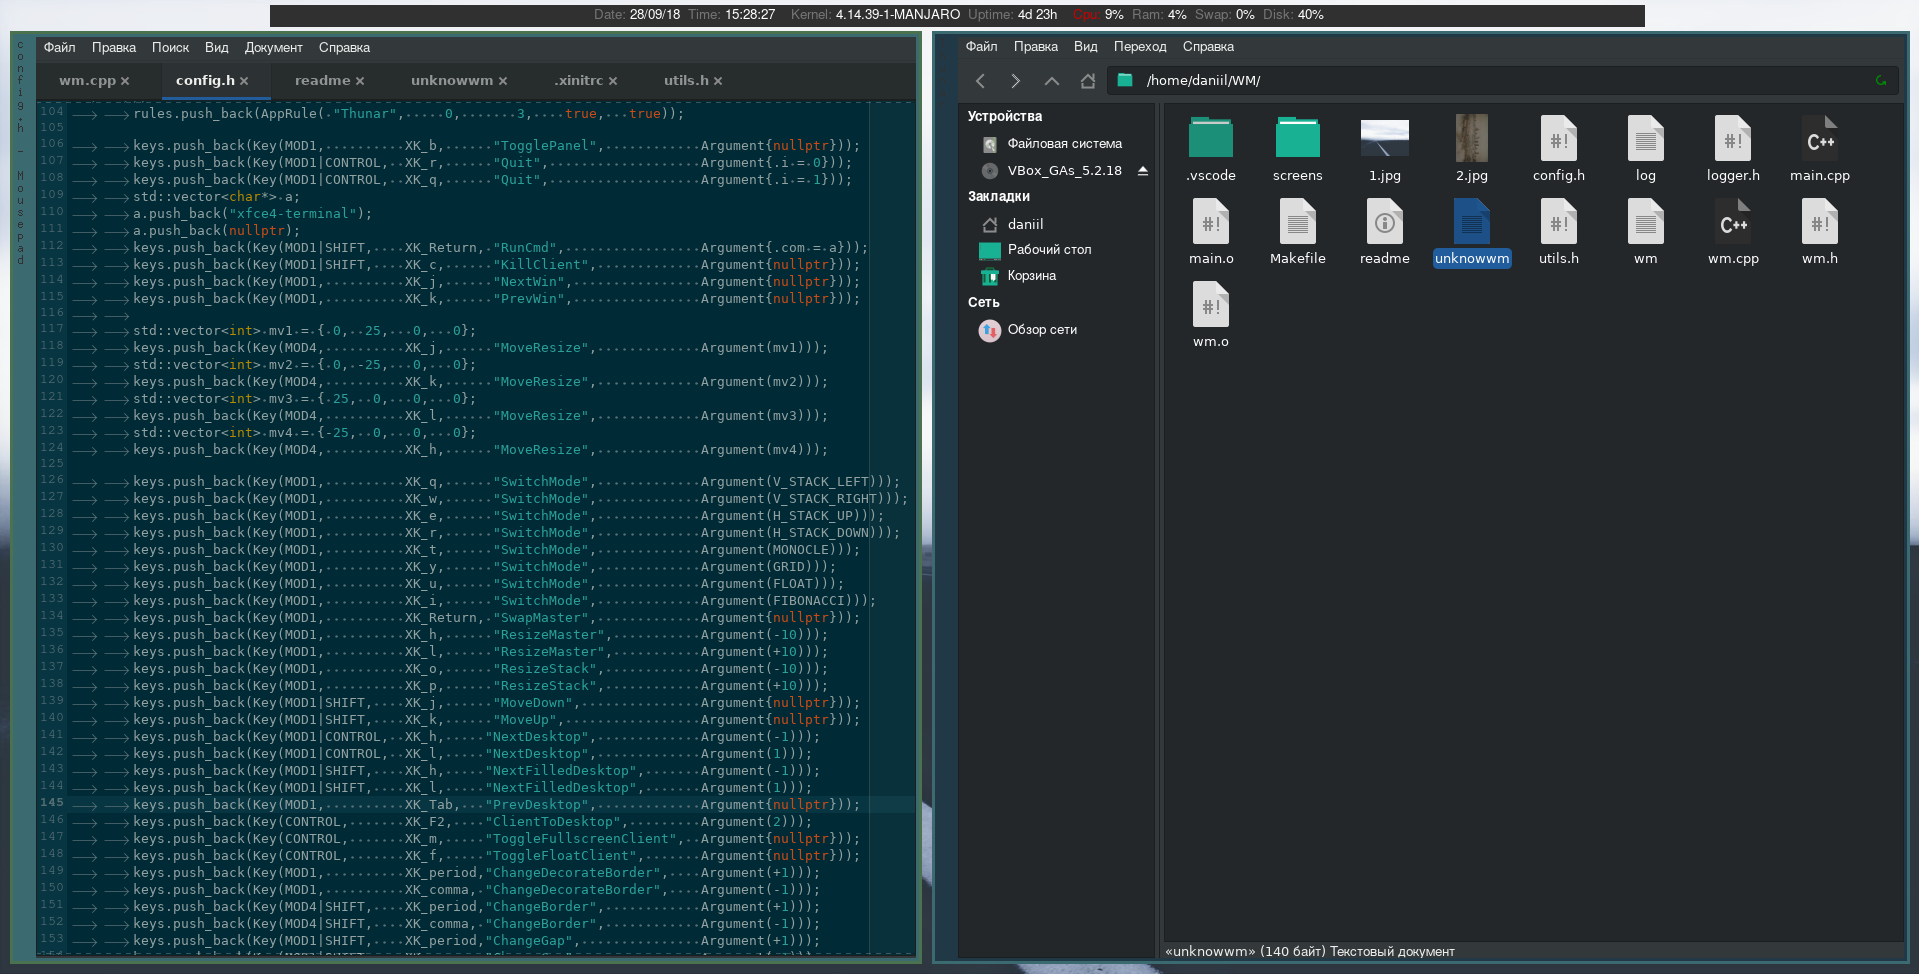 Date: 28/09/18 Time: 15:28:27 Kernel: 4.14.39-1-MANJARO Uptime: 4d 23h Cpu: 9% Ram: 4% Swap: 0% Disk: 40%
config.h - Mousepad
Файл Правка Поиск Вид Документ Справка
wm.cpp × config.h × readme × unknowwm × .xinitrc × utils.h ×
104 rules.push_back(AppRule( "Thunar", 0, 3, true, true));
105
106 keys.push_back(Key(MOD1, XK_b, "TogglePanel", Argument{nullptr}));
107 keys.push_back(Key(MOD1|CONTROL, XK_r, "Quit", Argument{.i = 0}));
108 keys.push_back(Key(MOD1|CONTROL, XK_q, "Quit", Argument{.i = 1}));
109 std::vector<char*> a;
110 a.push_back("xfce4-terminal");
111 a.push_back(nullptr);
112 keys.push_back(Key(MOD1|SHIFT, XK_Return, "RunCmd", Argument{.com = a}));
113 keys.push_back(Key(MOD1|SHIFT, XK_c, "KillClient", Argument{nullptr}));
114 keys.push_back(Key(MOD1, XK_j, "NextWin", Argument{nullptr}));
115 keys.push_back(Key(MOD1, XK_k, "PrevWin", Argument{nullptr}));
116
117 std::vector<int> mv1 = { 0, 25, 0, 0};
118 keys.push_back(Key(MOD4, XK_j, "MoveResize", Argument(mv1)));
119 std::vector<int> mv2 = { 0, -25, 0, 0};
120 keys.push_back(Key(MOD4, XK_k, "MoveResize", Argument(mv2)));
121 std::vector<int> mv3 = { 25, 0, 0, 0};
122 keys.push_back(Key(MOD4, XK_l, "MoveResize", Argument(mv3)));
123 std::vector<int> mv4 = {-25, 0, 0, 0};
124 keys.push_back(Key(MOD4, XK_h, "MoveResize", Argument(mv4)));
125
126 keys.push_back(Key(MOD1, XK_q, "SwitchMode", Argument(V_STACK_LEFT)));
127 keys.push_back(Key(MOD1, XK_w, "SwitchMode", Argument(V_STACK_RIGHT)));
128 keys.push_back(Key(MOD1, XK_e, "SwitchMode", Argument(H_STACK_UP)));
129 keys.push_back(Key(MOD1, XK_r, "SwitchMode", Argument(H_STACK_DOWN)));
130 keys.push_back(Key(MOD1, XK_t, "SwitchMode", Argument(MONOCLE)));
131 keys.push_back(Key(MOD1, XK_y, "SwitchMode", Argument(GRID)));
132 keys.push_back(Key(MOD1, XK_u, "SwitchMode", Argument(FLOAT)));
133 keys.push_back(Key(MOD1, XK_i, "SwitchMode", Argument(FIBONACCI)));
134 keys.push_back(Key(MOD1, XK_Return, "SwapMaster", Argument{nullptr}));
135 keys.push_back(Key(MOD1, XK_h, "ResizeMaster", Argument(-10)));
136 keys.push_back(Key(MOD1, XK_l, "ResizeMaster", Argument(+10)));
137 keys.push_back(Key(MOD1, XK_o, "ResizeStack", Argument(-10)));
138 keys.push_back(Key(MOD1, XK_p, "ResizeStack", Argument(+10)));
139 keys.push_back(Key(MOD1|SHIFT, XK_j, "MoveDown", Argument{nullptr}));
140 keys.push_back(Key(MOD1|SHIFT, XK_k, "MoveUp", Argument{nullptr}));
141 keys.push_back(Key(MOD1|CONTROL, XK_h, "NextDesktop", Argument(-1)));
142 keys.push_back(Key(MOD1|CONTROL, XK_l, "NextDesktop", Argument(1)));
143 keys.push_back(Key(MOD1|SHIFT, XK_h, "NextFilledDesktop", Argument(-1)));
144 keys.push_back(Key(MOD1|SHIFT, XK_l, "NextFilledDesktop", Argument(1)));
145 keys.push_back(Key(MOD1, XK_Tab, "PrevDesktop", Argument{nullptr}));
146 keys.push_back(Key(CONTROL, XK_F2, "ClientToDesktop", Argument(2)));
147 keys.push_back(Key(CONTROL, XK_m, "ToggleFullscreenClient", Argument{nullptr}));
148 keys.push_back(Key(CONTROL, XK_f, "ToggleFloatClient", Argument{nullptr}));
149 keys.push_back(Key(MOD1, XK_period,"ChangeDecorateBorder", Argument(+1)));
150 keys.push_back(Key(MOD1, XK_comma, "ChangeDecorateBorder", Argument(-1)));
151 keys.push_back(Key(MOD4|SHIFT, XK_period,"ChangeBorder", Argument(+1)));
152 keys.push_back(Key(MOD4|SHIFT, XK_comma, "ChangeBorder", Argument(-1)));
153 keys.push_back(Key(MOD1|SHIFT, XK_period,"ChangeGap", Argument(+1)));
Файл Правка Вид Переход Справка
/home/daniil/WM/
Устройства
Файловая система
VBox_GAs_5.2.18
Закладки
daniil
Рабочий стол
Корзина
Сеть
Обзор сети
.vscode screens 1.jpg 2.jpg config.h log logger.h main.cpp
main.o Makefile readme unknowwm utils.h wm wm.cpp wm.h
wm.o
«unknowwm» (140 байт) Текстовый документ